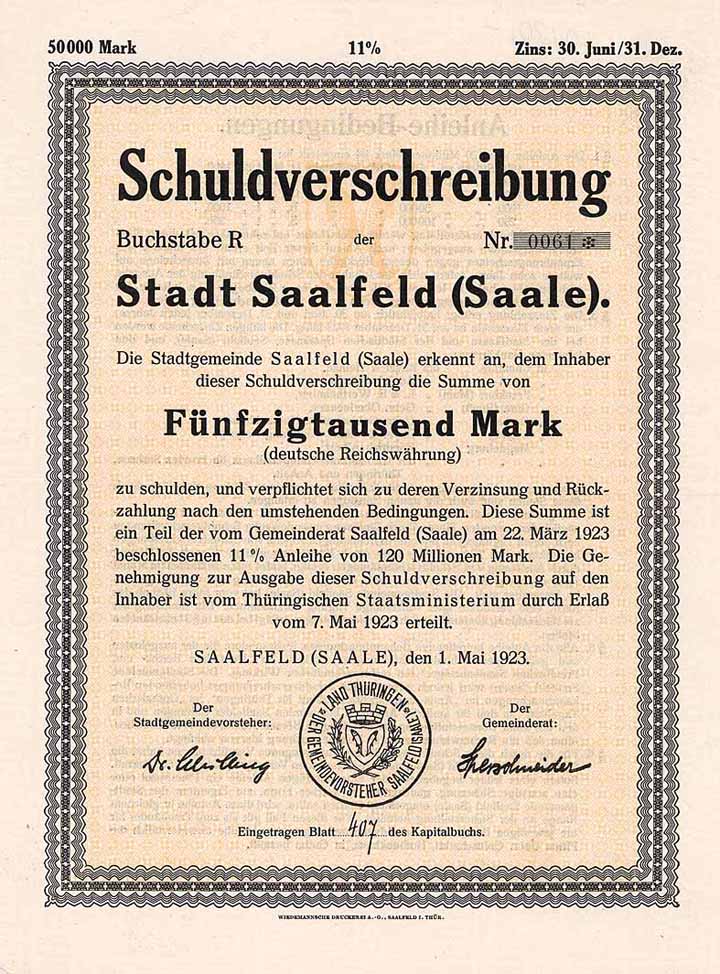 50000 Mark 11% Zins: 30. Juni/31. Dez.
Schuldverschreibung
Buchstabe R der Nr. 0061 ✻
Stadt Saalfeld (Saale).
Die Stadtgemeinde Saalfeld (Saale) erkennt an, dem Inhaber
dieser Schuldverschreibung die Summe von
Fünfzigtausend Mark
(deutsche Reichswährung)
zu schulden, und verpflichtet sich zu deren Verzinsung und Rück-
zahlung nach den umstehenden Bedingungen. Diese Summe ist
ein Teil der vom Gemeinderat Saalfeld (Saale) am 22. März 1923
beschlossenen 11% Anleihe von 120 Millionen Mark. Die Ge-
nehmigung zur Ausgabe dieser Schuldverschreibung auf den
Inhaber ist vom Thüringischen Staatsministerium durch Erlaß
vom 7. Mai 1923 erteilt.
SAALFELD (SAALE), den 1. Mai 1923.
Der
Stadtgemeindevorsteher:
Dr.
LAND THÜRINGEN
DER GEMEINDEVORSTEHER SAALFELD (SAALE)
Der
Gemeinderat:
Eingetragen Blatt 407 des Kapitalbuchs.
WIEDEMANNSCHE DRUCKEREI A.-G., SAALFELD I. THÜR.